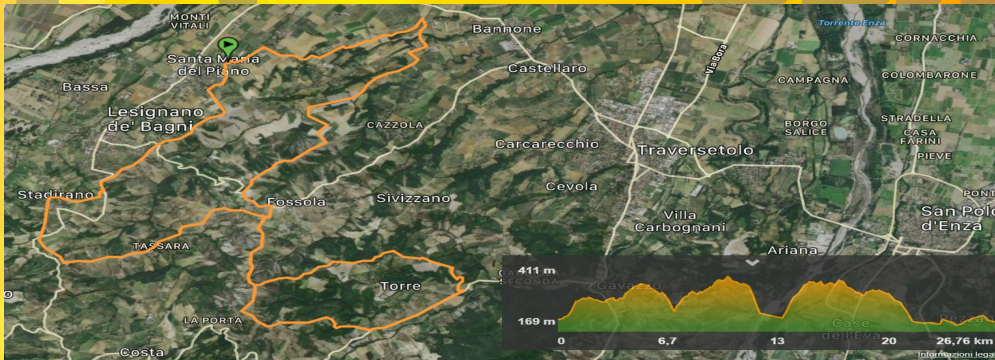 MONTI
VITALI
Santa Maria
del Piano
Bassa
Lesignano
de' Bagni
Bannone
Castellaro
Via Bora
Torrente Enza
CORNACCHIA
CAMPAGNA
COLOMBARONE
STRADELLA
BORGO
SALICE
CASA
FARINI
PIEVE
CAZZOLA
Carcarecchio
Traversetolo
Stadirano
Fossola
Sivizzano
Cevola
Villa
Carbognani
San Polo
d'Enza
TASSARA
Ariana
Torre
SECONDA
Gavazzo
LA PORTA
Costa
Case
dell'Eva
411 m
169 m
0 6,7 13 20 26,76 km
Informazioni lega